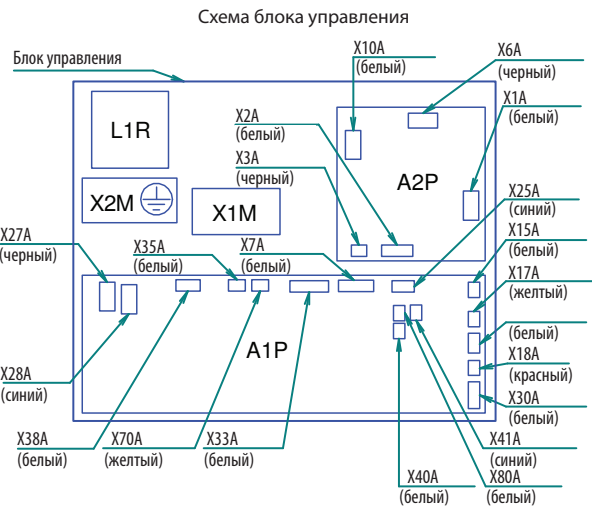 Схема блока управления
Блок управления
X10A
(белый)
X6A
(черный)
X1A
(белый)
L1R
X2A
(белый)
X3A
(черный)
A2P
X2M
X1M
X25A
(синий)
X27A
(черный)
X35A
(белый)
X7A
(белый)
X15A
(белый)
X17A
(желтый)
(белый)
A1P
X18A
(красный)
X28A
(синий)
X30A
(белый)
X38A
(белый)
X70A
(желтый)
X33A
(белый)
X41A
(синий)
X40A
(белый)
X80A
(белый)